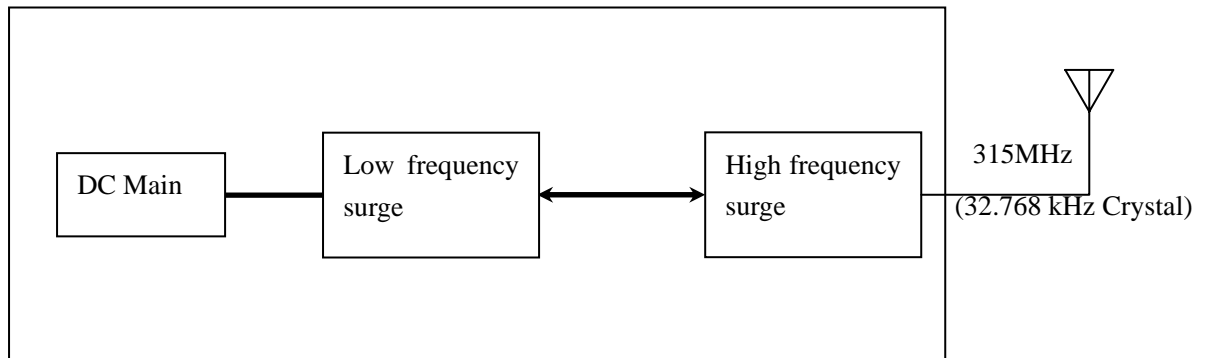 DC Main
Low frequency
surge
High frequency
surge
315MHz
(32.768 kHz Crystal)